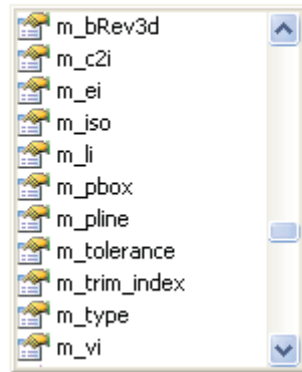 m_bRev3d
m_c2i
m_ei
m_iso
m_li
m_pbox
m_pline
m_tolerance
m_trim_index
m_type
m_vi